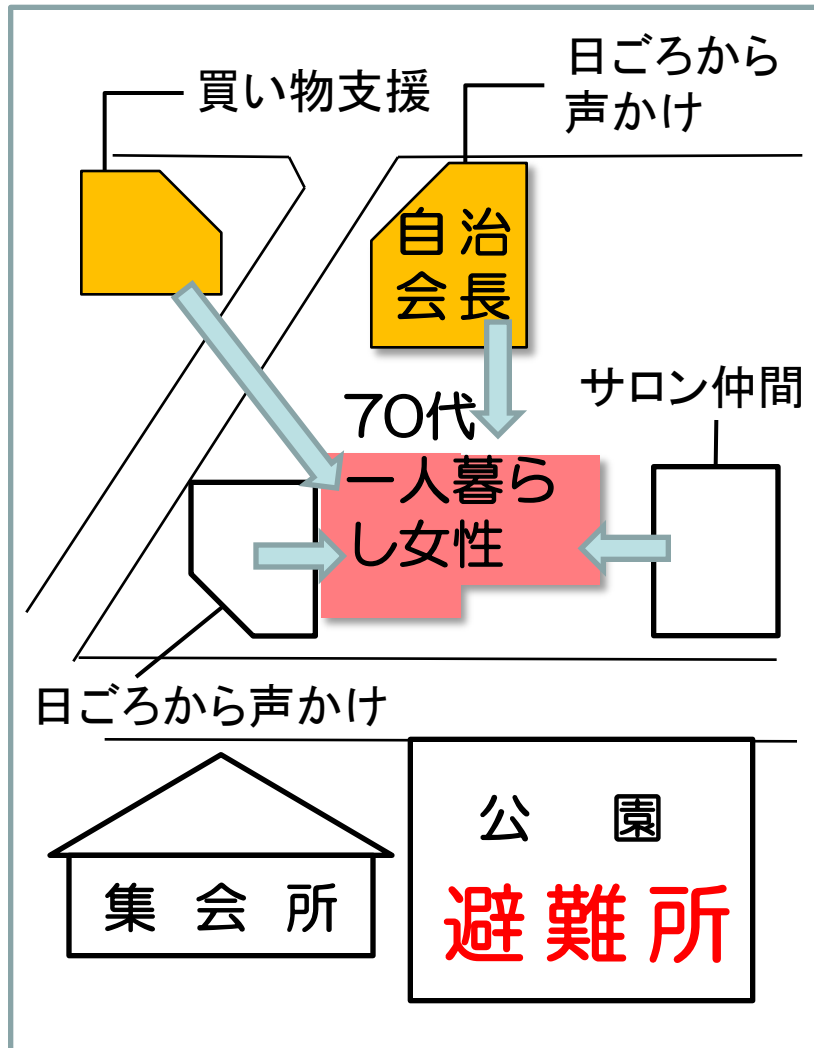 買い物支援
日ごろから
声かけ
自治
会長
サロン仲間
70代
一人暮ら
し女性
日ごろから声かけ
集会所
公園
避難所